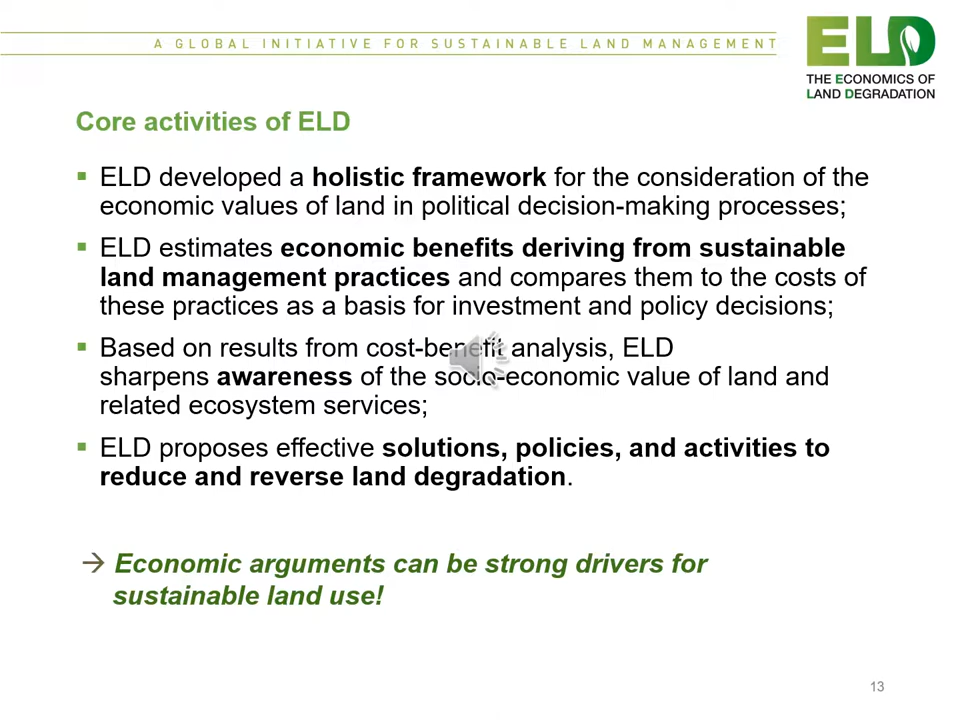 A GLOBAL INITIATIVE FOR SUSTAINABLE LAND MANAGEMENT
ELD
THE ECONOMICS OF
LAND DEGRADATION
Core activities of ELD
▪ ELD developed a holistic framework for the consideration of the
economic values of land in political decision-making processes;
▪ ELD estimates economic benefits deriving from sustainable
land management practices and compares them to the costs of
these practices as a basis for investment and policy decisions;
▪ Based on results from cost-benefit analysis, ELD
sharpens awareness of the socio-economic value of land and
related ecosystem services;
▪ ELD proposes effective solutions, policies, and activities to
reduce and reverse land degradation.
→ Economic arguments can be strong drivers for
sustainable land use!
13